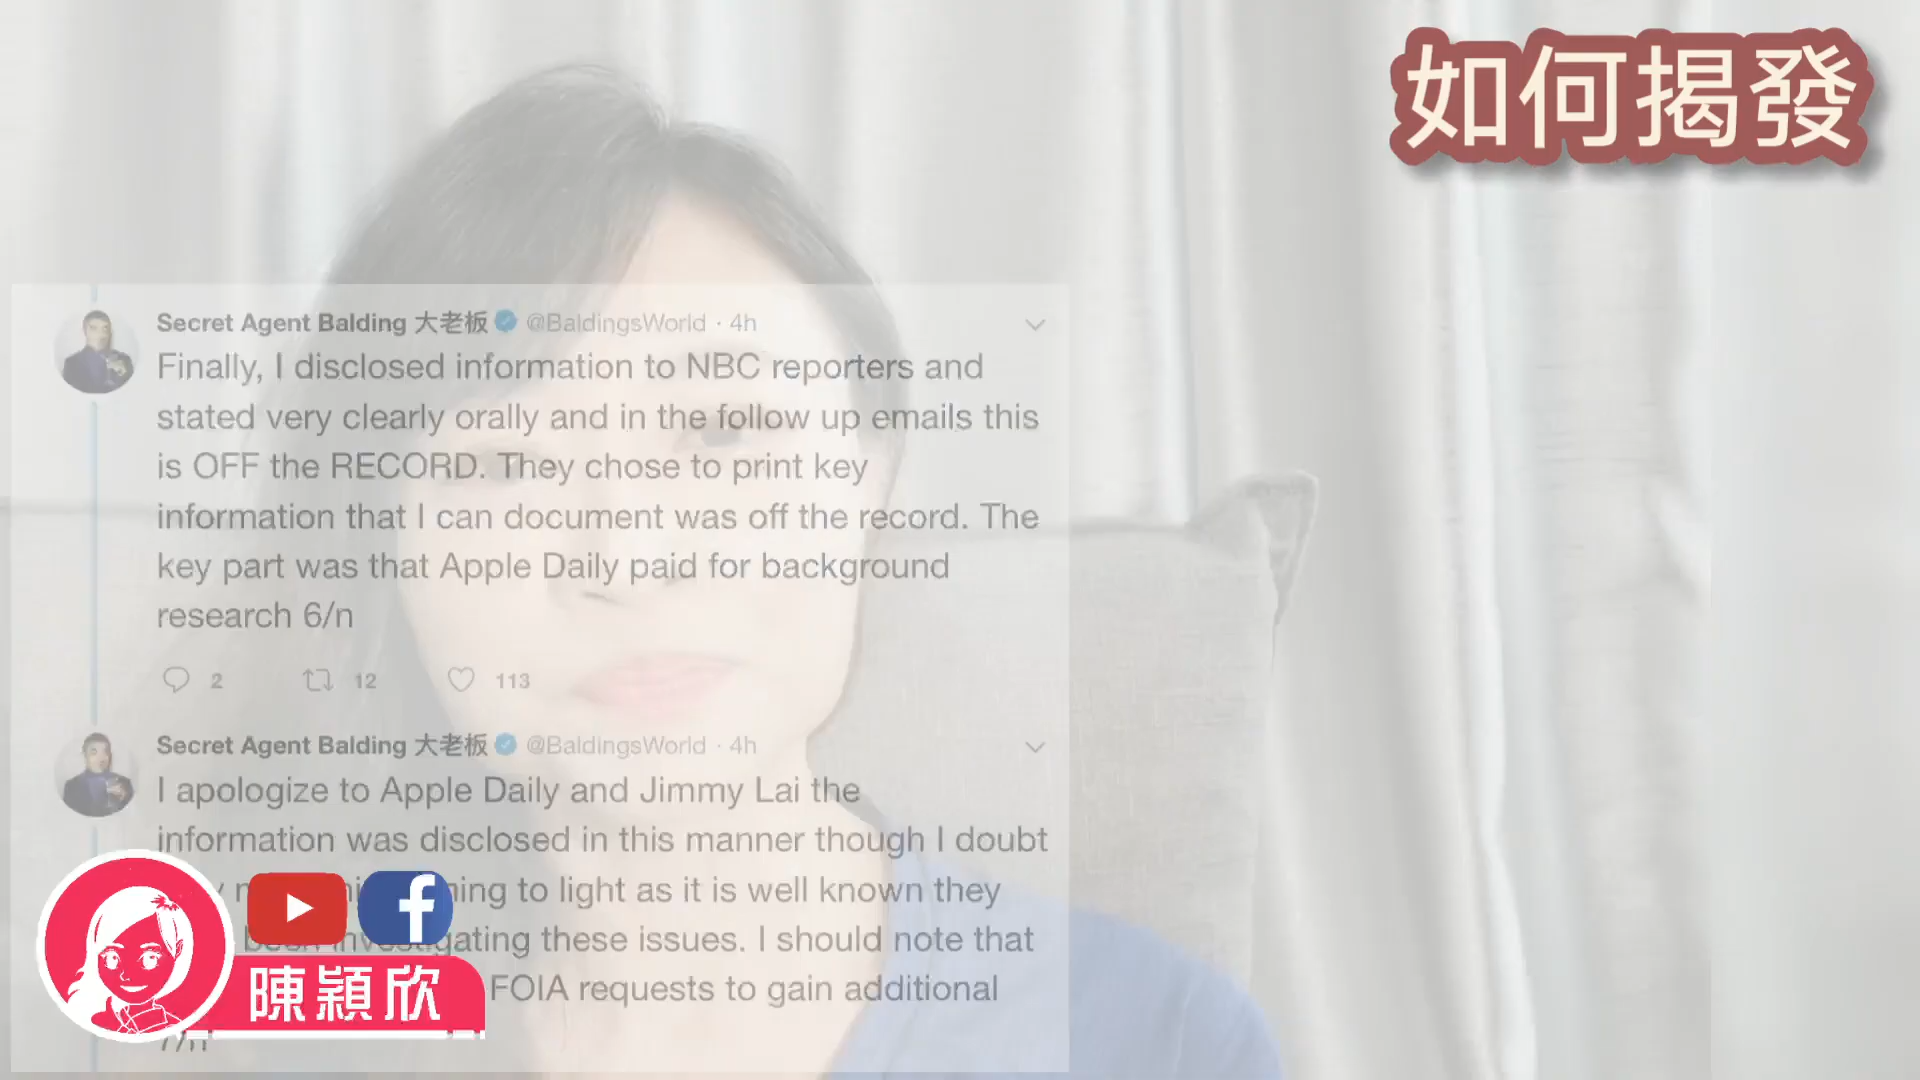 如何揭發
Secret Agent Balding 大老板 @BaldingsWorld · 4h
Finally, I disclosed information to NBC reporters and
stated very clearly orally and in the follow up emails this
is OFF the RECORD. They chose to print key
information that I can document was off the record. The
key part was that Apple Daily paid for background
research 6/n
2 12 113
Secret Agent Balding 大老板 @BaldingsWorld · 4h
I apologize to Apple Daily and Jimmy Lai the
information was disclosed in this manner though I doubt
to light as it is well known they
these issues. I should note that
FOIA requests to gain additional
陳穎欣